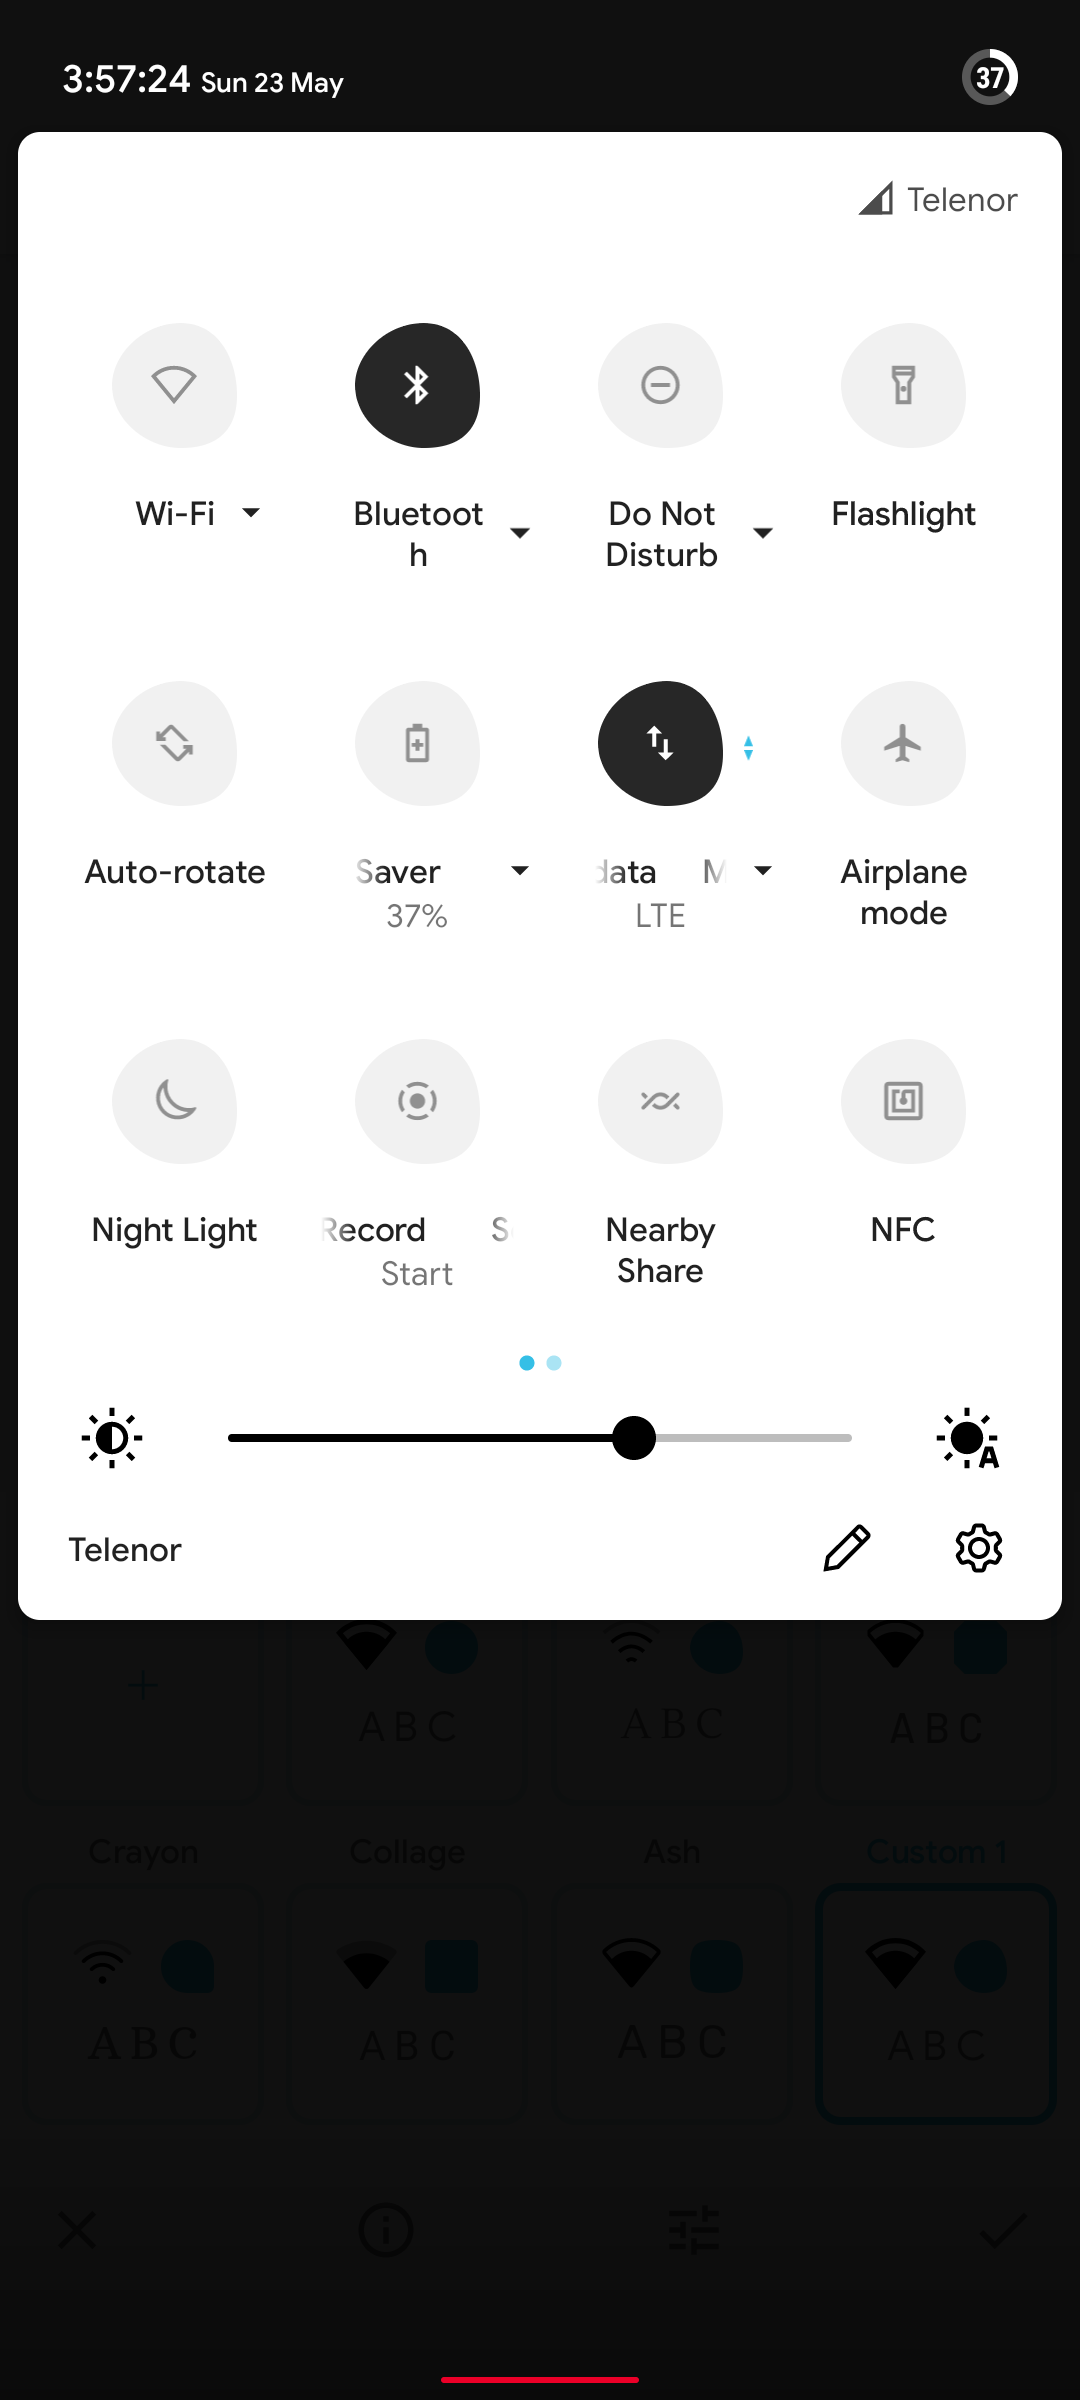 3:57:24 Sun 23 May
37
Telenor
Wi-Fi
Bluetoot
h
Do Not
Disturb
Flashlight
Auto-rotate
Saver
37%
data M
LTE
Airplane
mode
Night Light
Record S
Start
Nearby
Share
NFC
A
Telenor
ABC
ABC
ABC
Crayon
Collage
Ash
Custom 1
ABC
ABC
ABC
ABC